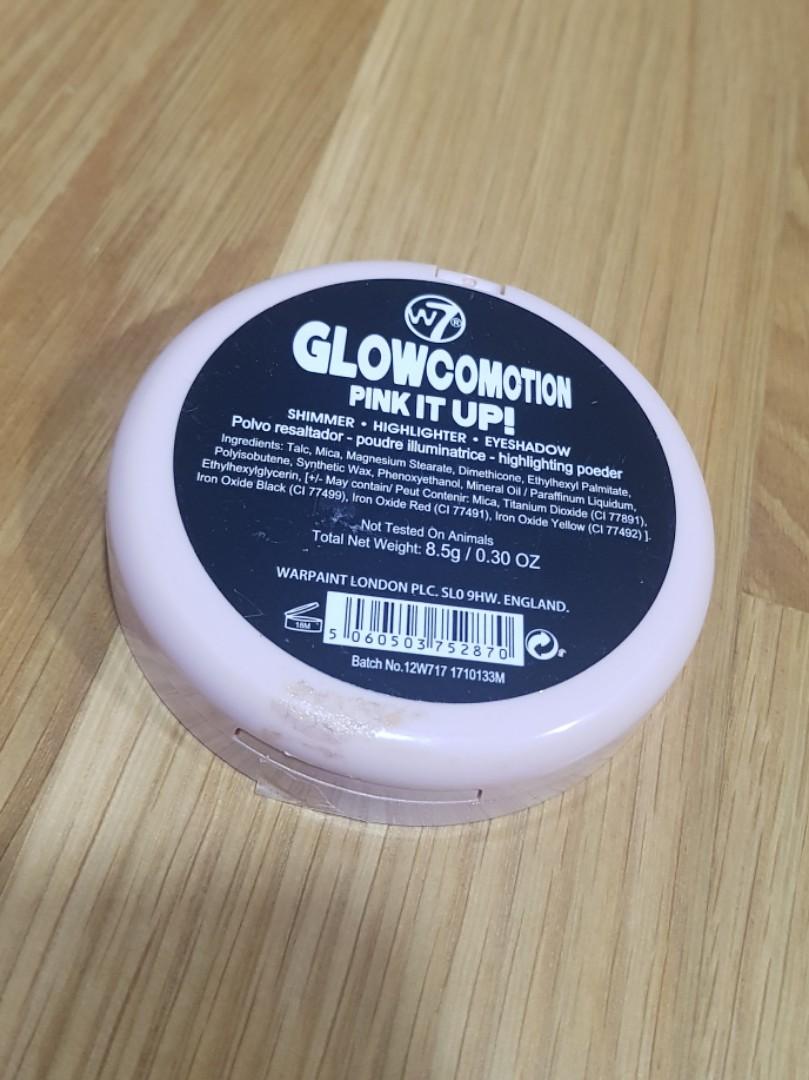 W7®
GLOWCOMOTION
PINK IT UP!
SHIMMER • HIGHLIGHTER • EYESHADOW
Polvo resaltador - poudre illuminatrice - highlighting poeder
Ingredients: Talc, Mica, Magnesium Stearate, Dimethicone, Ethylhexyl Palmitate,
Polyisobutene, Synthetic Wax, Phenoxyethanol, Mineral Oil / Paraffinum Liquidum,
Ethylhexylglycerin, [+/- May contain/ Peut Contenir: Mica, Titanium Dioxide (CI 77891),
Iron Oxide Black (CI 77499), Iron Oxide Red (CI 77491), Iron Oxide Yellow (CI 77492) ].
Not Tested On Animals
Total Net Weight: 8.5g / 0.30 OZ
WARPAINT LONDON PLC. SL0 9HW. ENGLAND.
18M
5 060503 752870
Batch No.12W717 1710133M